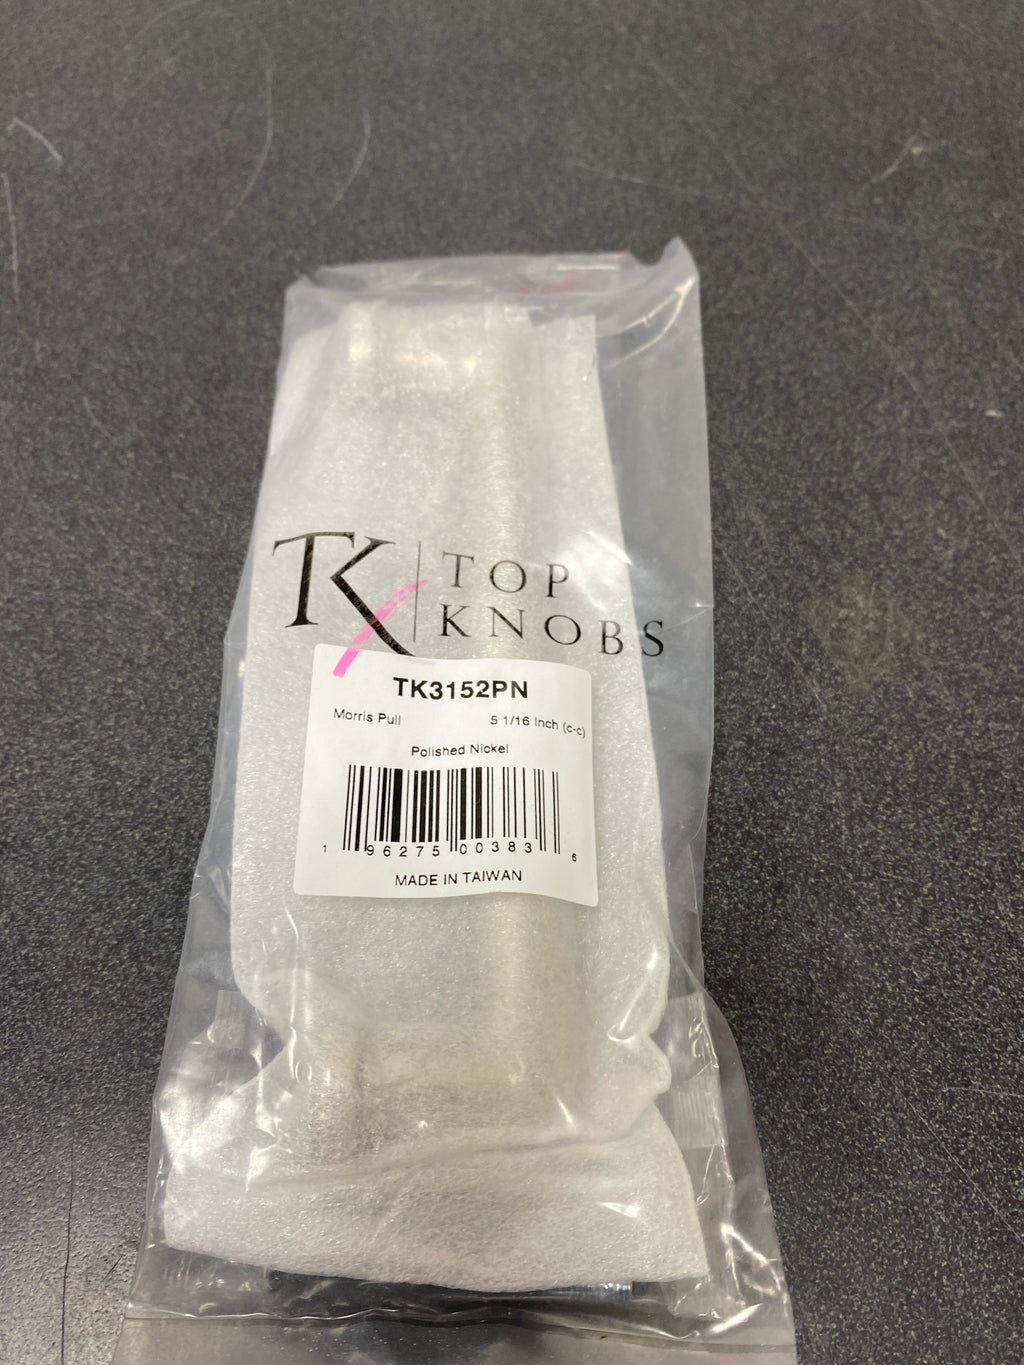 TK
TOP
KNOBS
TK3152PN
Morris Pull 5 1/16 Inch (c-c)
Polished Nickel
1 96275 00383 6
MADE IN TAIWAN